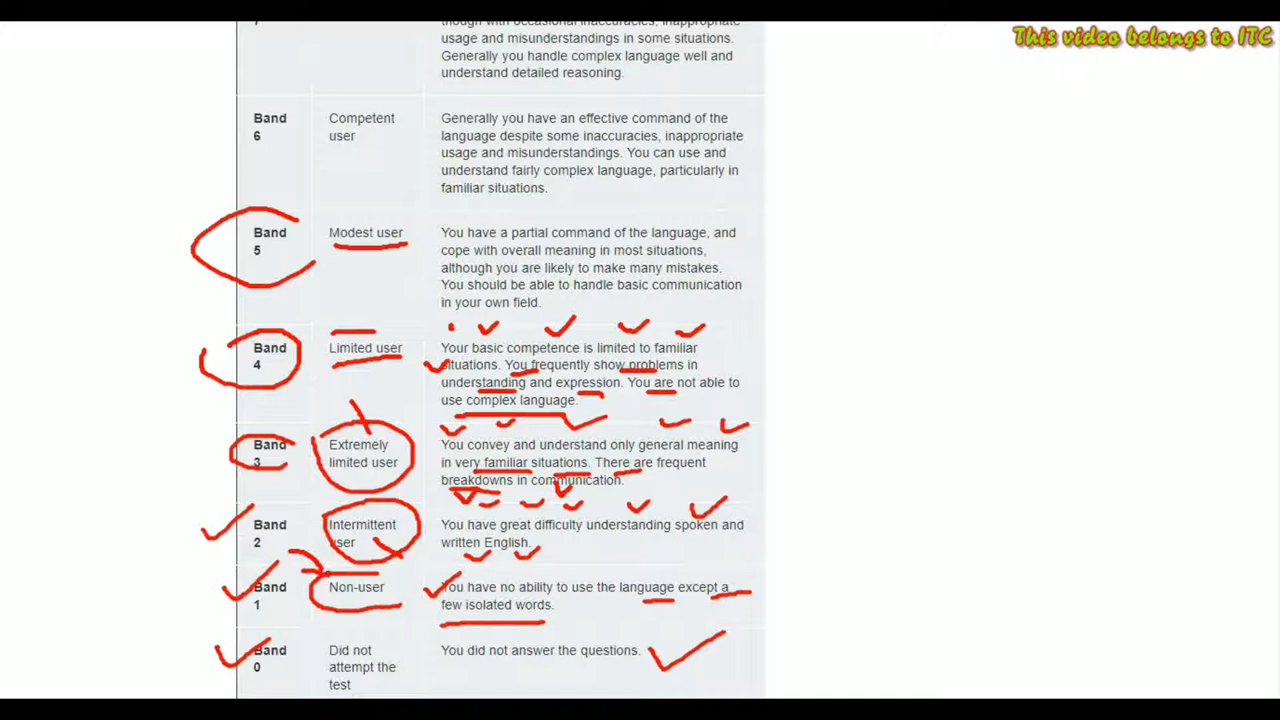 This video belongs to ITC
7
though with occasional inaccuracies, inappropriate
usage and misunderstandings in some situations.
Generally you handle complex language well and
understand detailed reasoning.
Band
6
Competent
user
Generally you have an effective command of the
language despite some inaccuracies, inappropriate
usage and misunderstandings. You can use and
understand fairly complex language, particularly in
familiar situations.
Band
5
Modest user
You have a partial command of the language, and
cope with overall meaning in most situations,
although you are likely to make many mistakes.
You should be able to handle basic communication
in your own field.
Band
4
Limited user
Your basic competence is limited to familiar
situations. You frequently show problems in
understanding and expression. You are not able to
use complex language.
Band
3
Extremely
limited user
You convey and understand only general meaning
in very familiar situations. There are frequent
breakdowns in communication.
Band
2
Intermittent
user
You have great difficulty understanding spoken and
written English.
Band
1
Non-user
You have no ability to use the language except a
few isolated words.
Band
0
Did not
attempt the
test
You did not answer the questions.